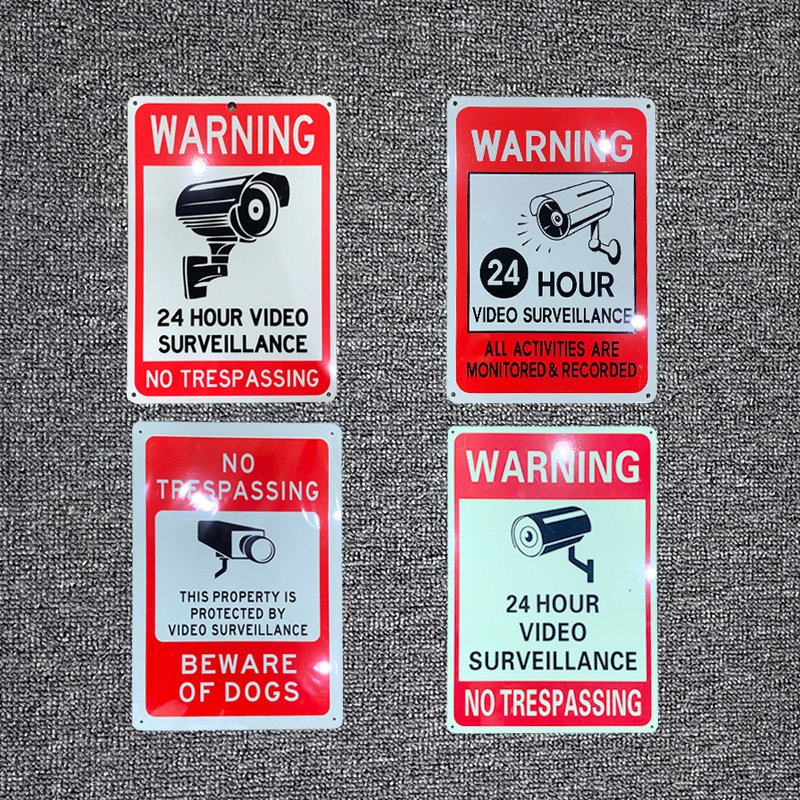 WARNING
24 HOUR VIDEO
SURVEILLANCE
NO TRESPASSING
WARNING
24 HOUR
VIDEO SURVEILLANCE
ALL ACTIVITIES ARE
MONITORED & RECORDED
NO
TRESPASSING
THIS PROPERTY IS
PROTECTED BY
VIDEO SURVEILLANCE
BEWARE
OF DOGS
WARNING
24 HOUR
VIDEO
SURVEILLANCE
NO TRESPASSING